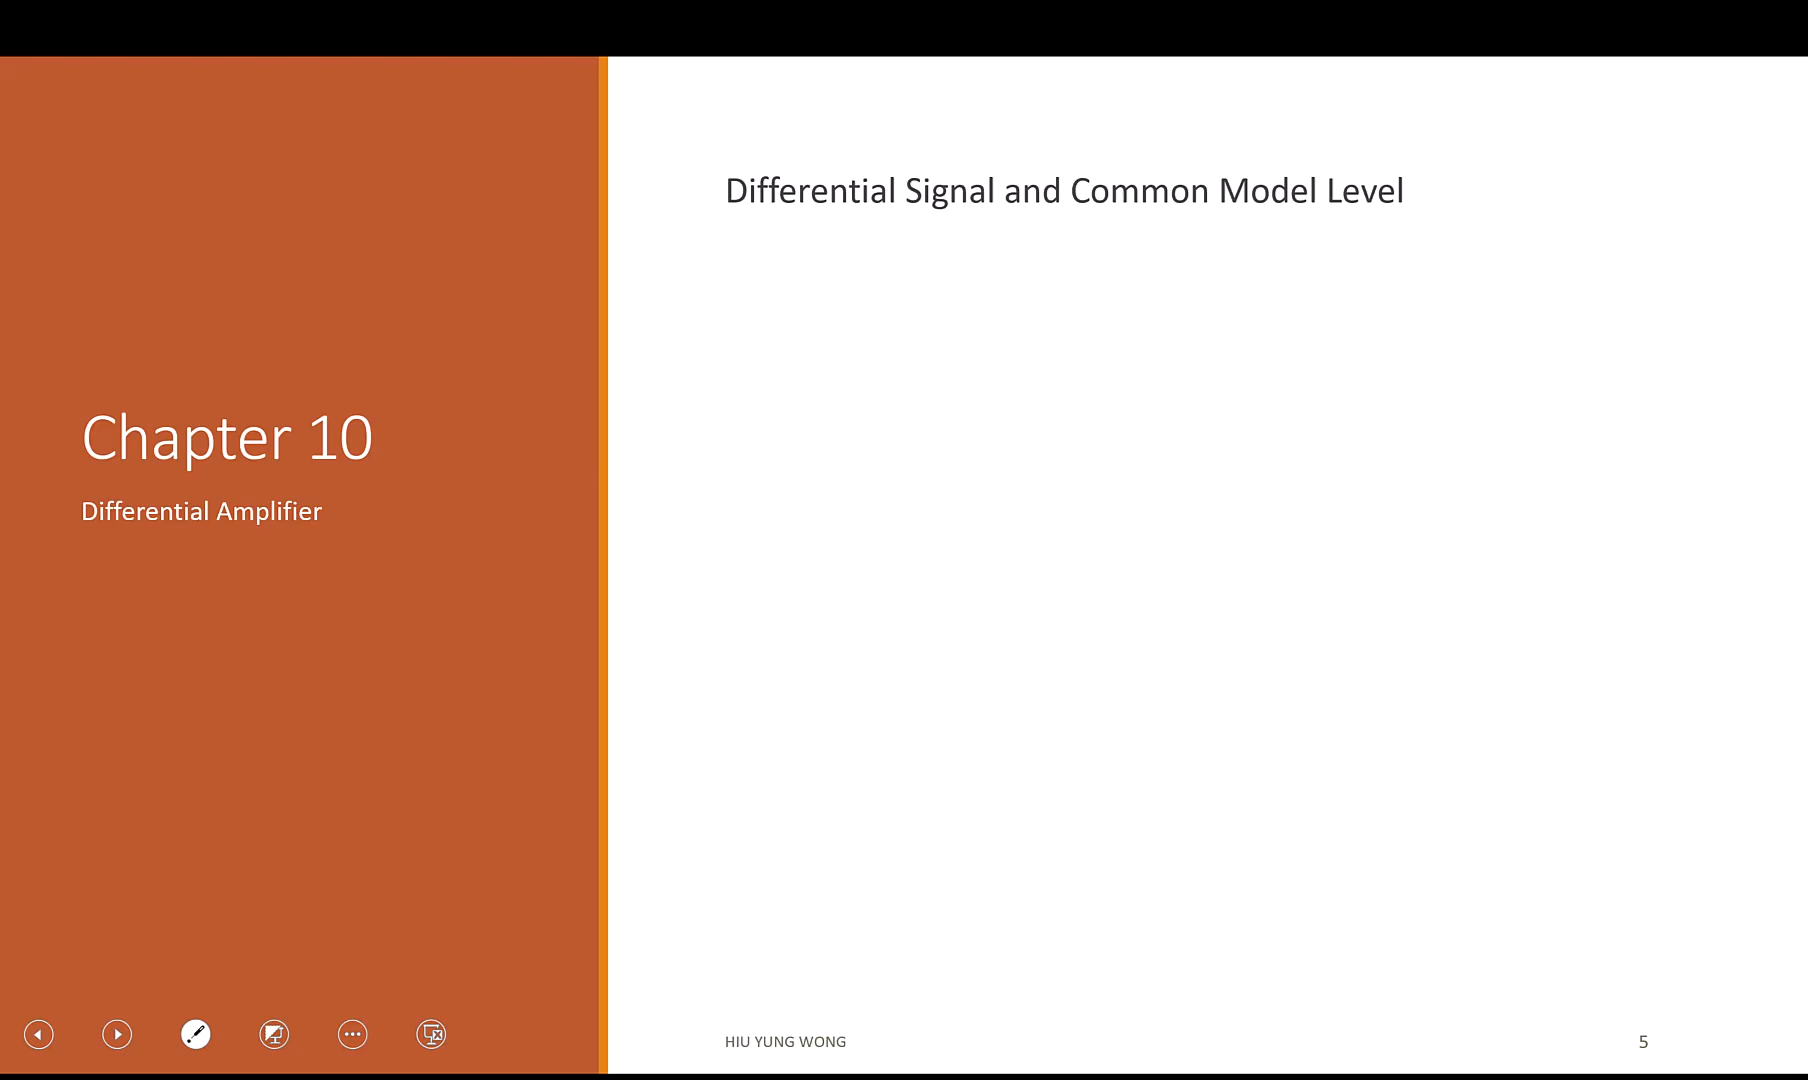 Chapter 10
Differential Amplifier
Differential Signal and Common Model Level
HIU YUNG WONG
5